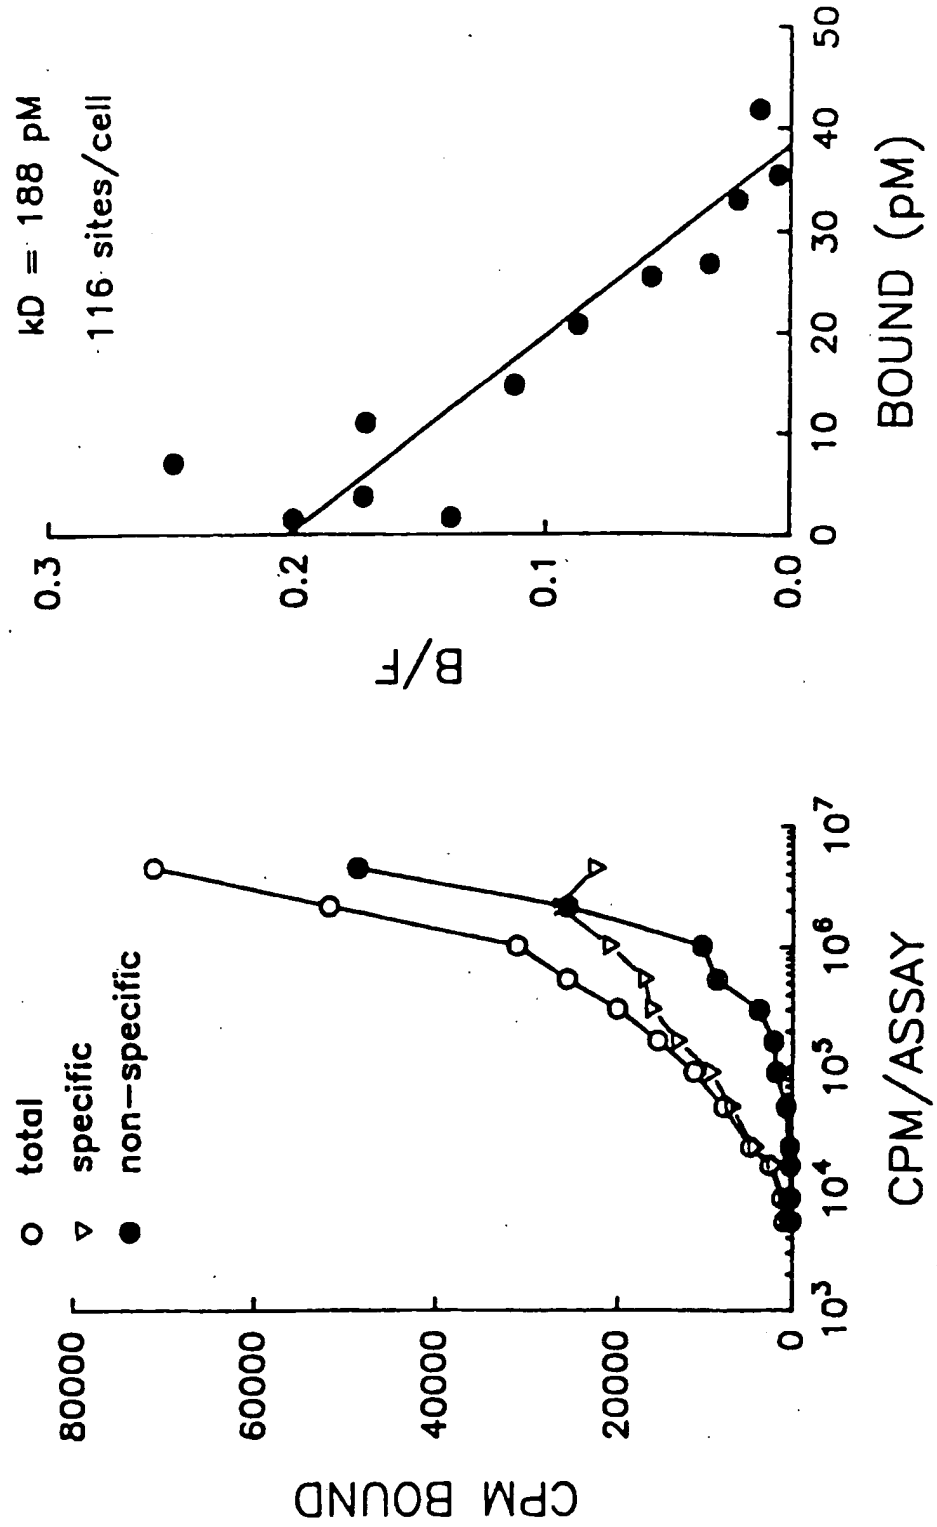 ○ total
▽ specific
● non-specific
80000
60000
40000
20000
0
CPM BOUND
10³ 10⁴ 10⁵ 10⁶ 10⁷
CPM/ASSAY
kD = 188 pM
116 sites/cell
0.3
0.2
0.1
0.0
B/F
0 10 20 30 40 50
BOUND (pM)